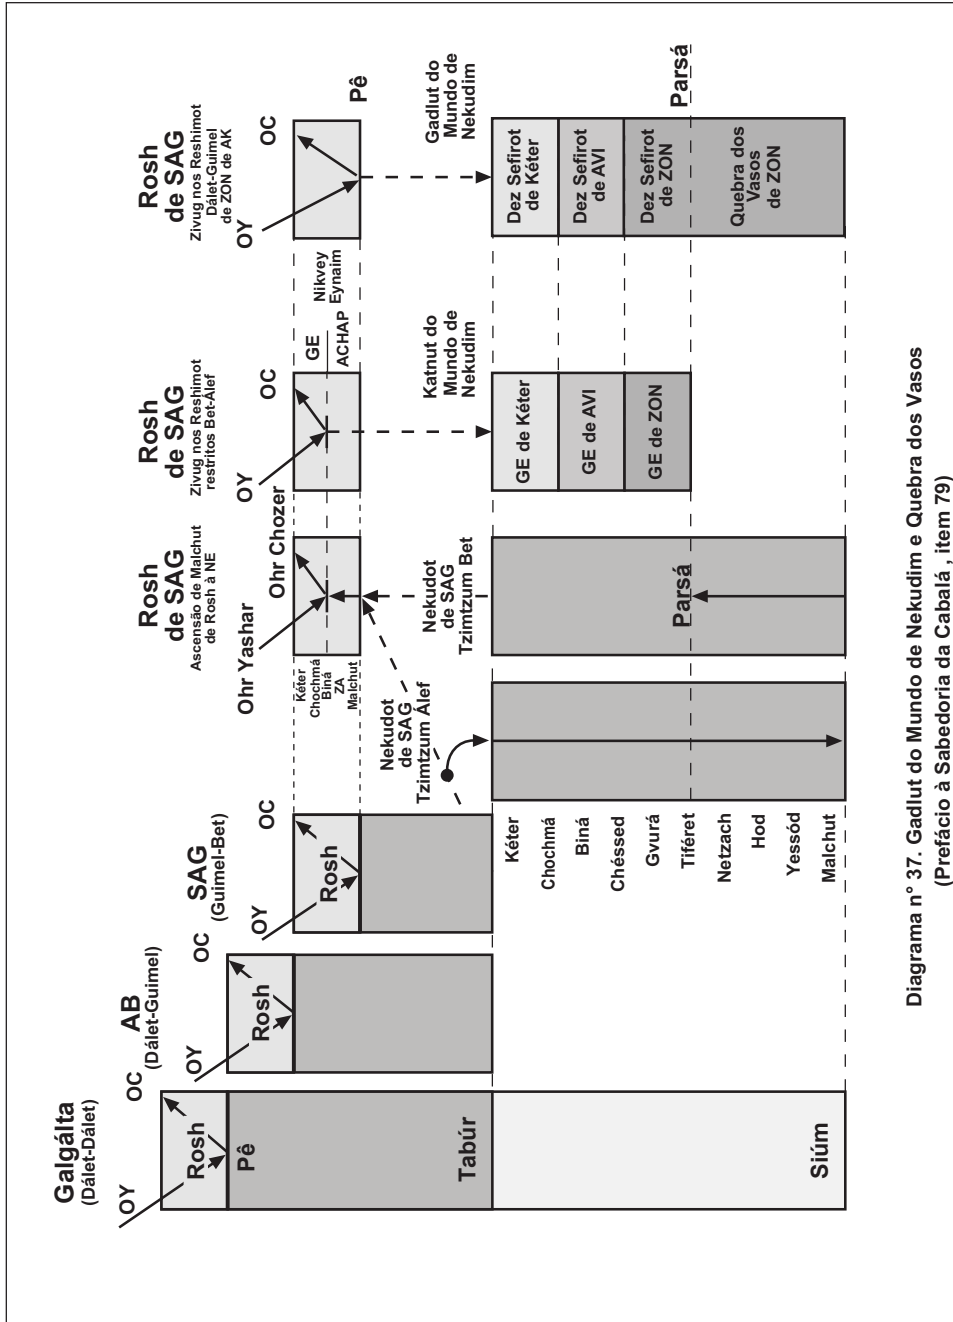 Galgálta
(Dálet-Dálet)
OY
OC
Rosh
Pê
Tabúr
Siúm
AB
(Dálet-Guimel)
OY
OC
Rosh
SAG
(Guimel-Bet)
OY
OC
Rosh
Nekudot
de SAG
Tzimtzum Álef
Kéter
Chochmá
Biná
Chéssed
Gvurá
Tiféret
Netzach
Hod
Yessód
Malchut
Rosh
de SAG
Ascensão de Malchut
de Rosh à NE
Ohr Yashar
Ohr Chozer
Kéter
Chochmá
Biná
ZA
Malchut
Nekudot
de SAG
Tzimtzum Bet
Parsá
Rosh
de SAG
Zivug nos Reshimot
restritos Bet-Álef
OY
OC
GE
ACHAP
Nikvey
Eynaim
Katnut do
Mundo de
Nekudim
GE de Kéter
GE de AVI
GE de ZON
Rosh
de SAG
Zivug nos Reshimot
Dálet-Guimel
de ZON de AK
OY
OC
Pê
Gadlut do
Mundo de
Nekudim
Dez Sefirot
de Kéter
Dez Sefirot
de AVI
Dez Sefirot
de ZON
Quebra dos
Vasos
de ZON
Parsá
Diagrama n° 37. Gadlut do Mundo de Nekudim e Quebra dos Vasos
(Prefácio à Sabedoria da Cabalá , item 79)